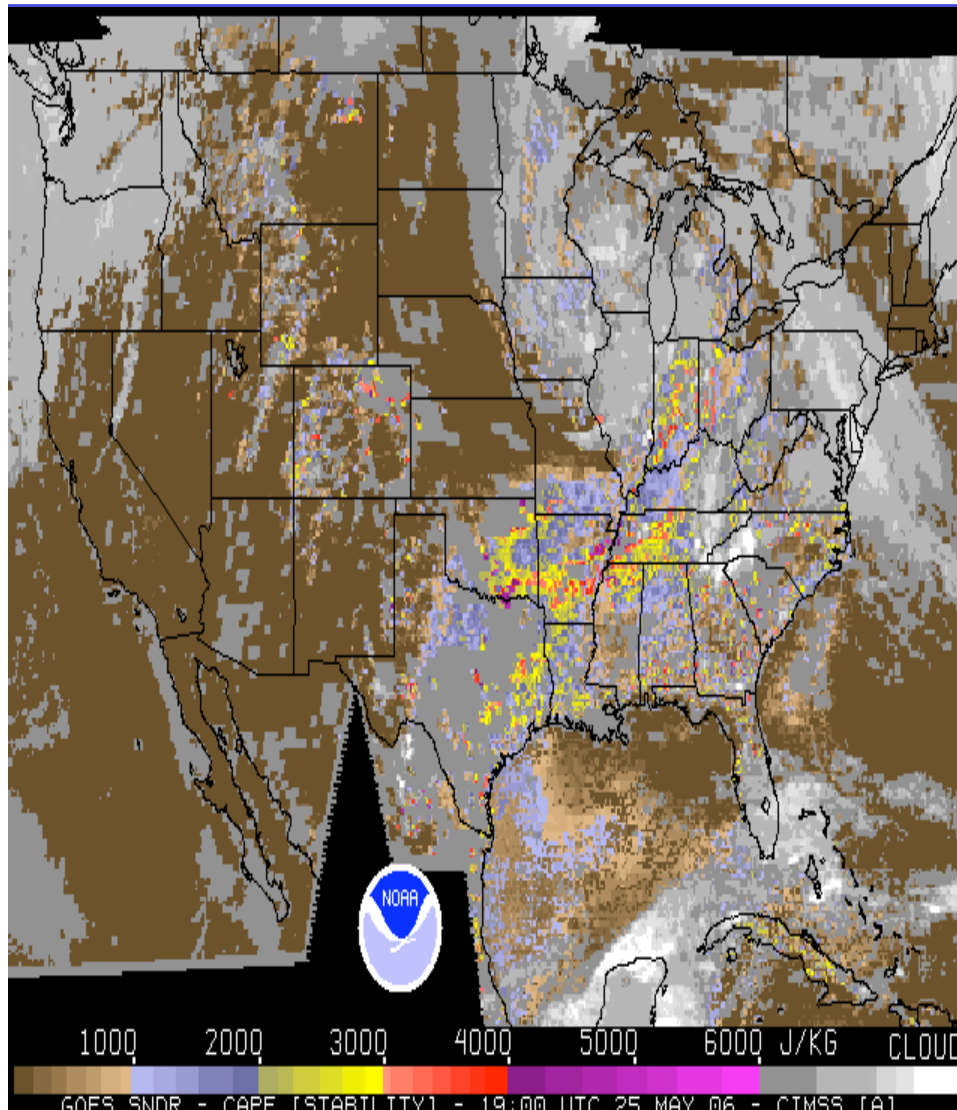 NOAA
1000 2000 3000 4000 5000 6000 J/KG CLOUD
GOES SNDR - CAPE [STABILITY] - 19:00 UTC 25 MAY 06 - CIMSS [A]